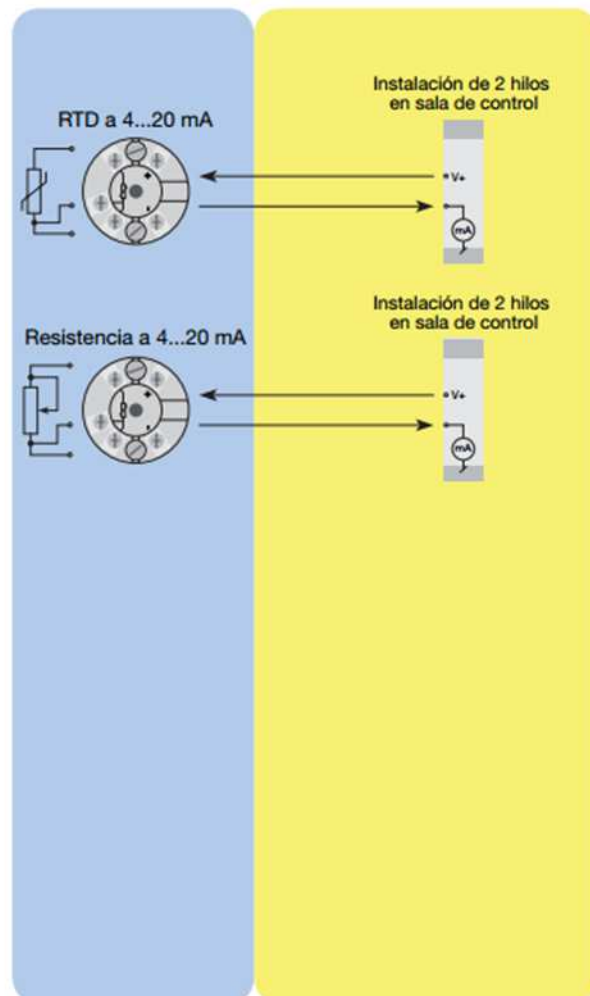 Instalación de 2 hilos
en sala de control
RTD a 4...20 mA
+
V+
-
mA
Instalación de 2 hilos
en sala de control
Resistencia a 4...20 mA
+
V+
-
mA